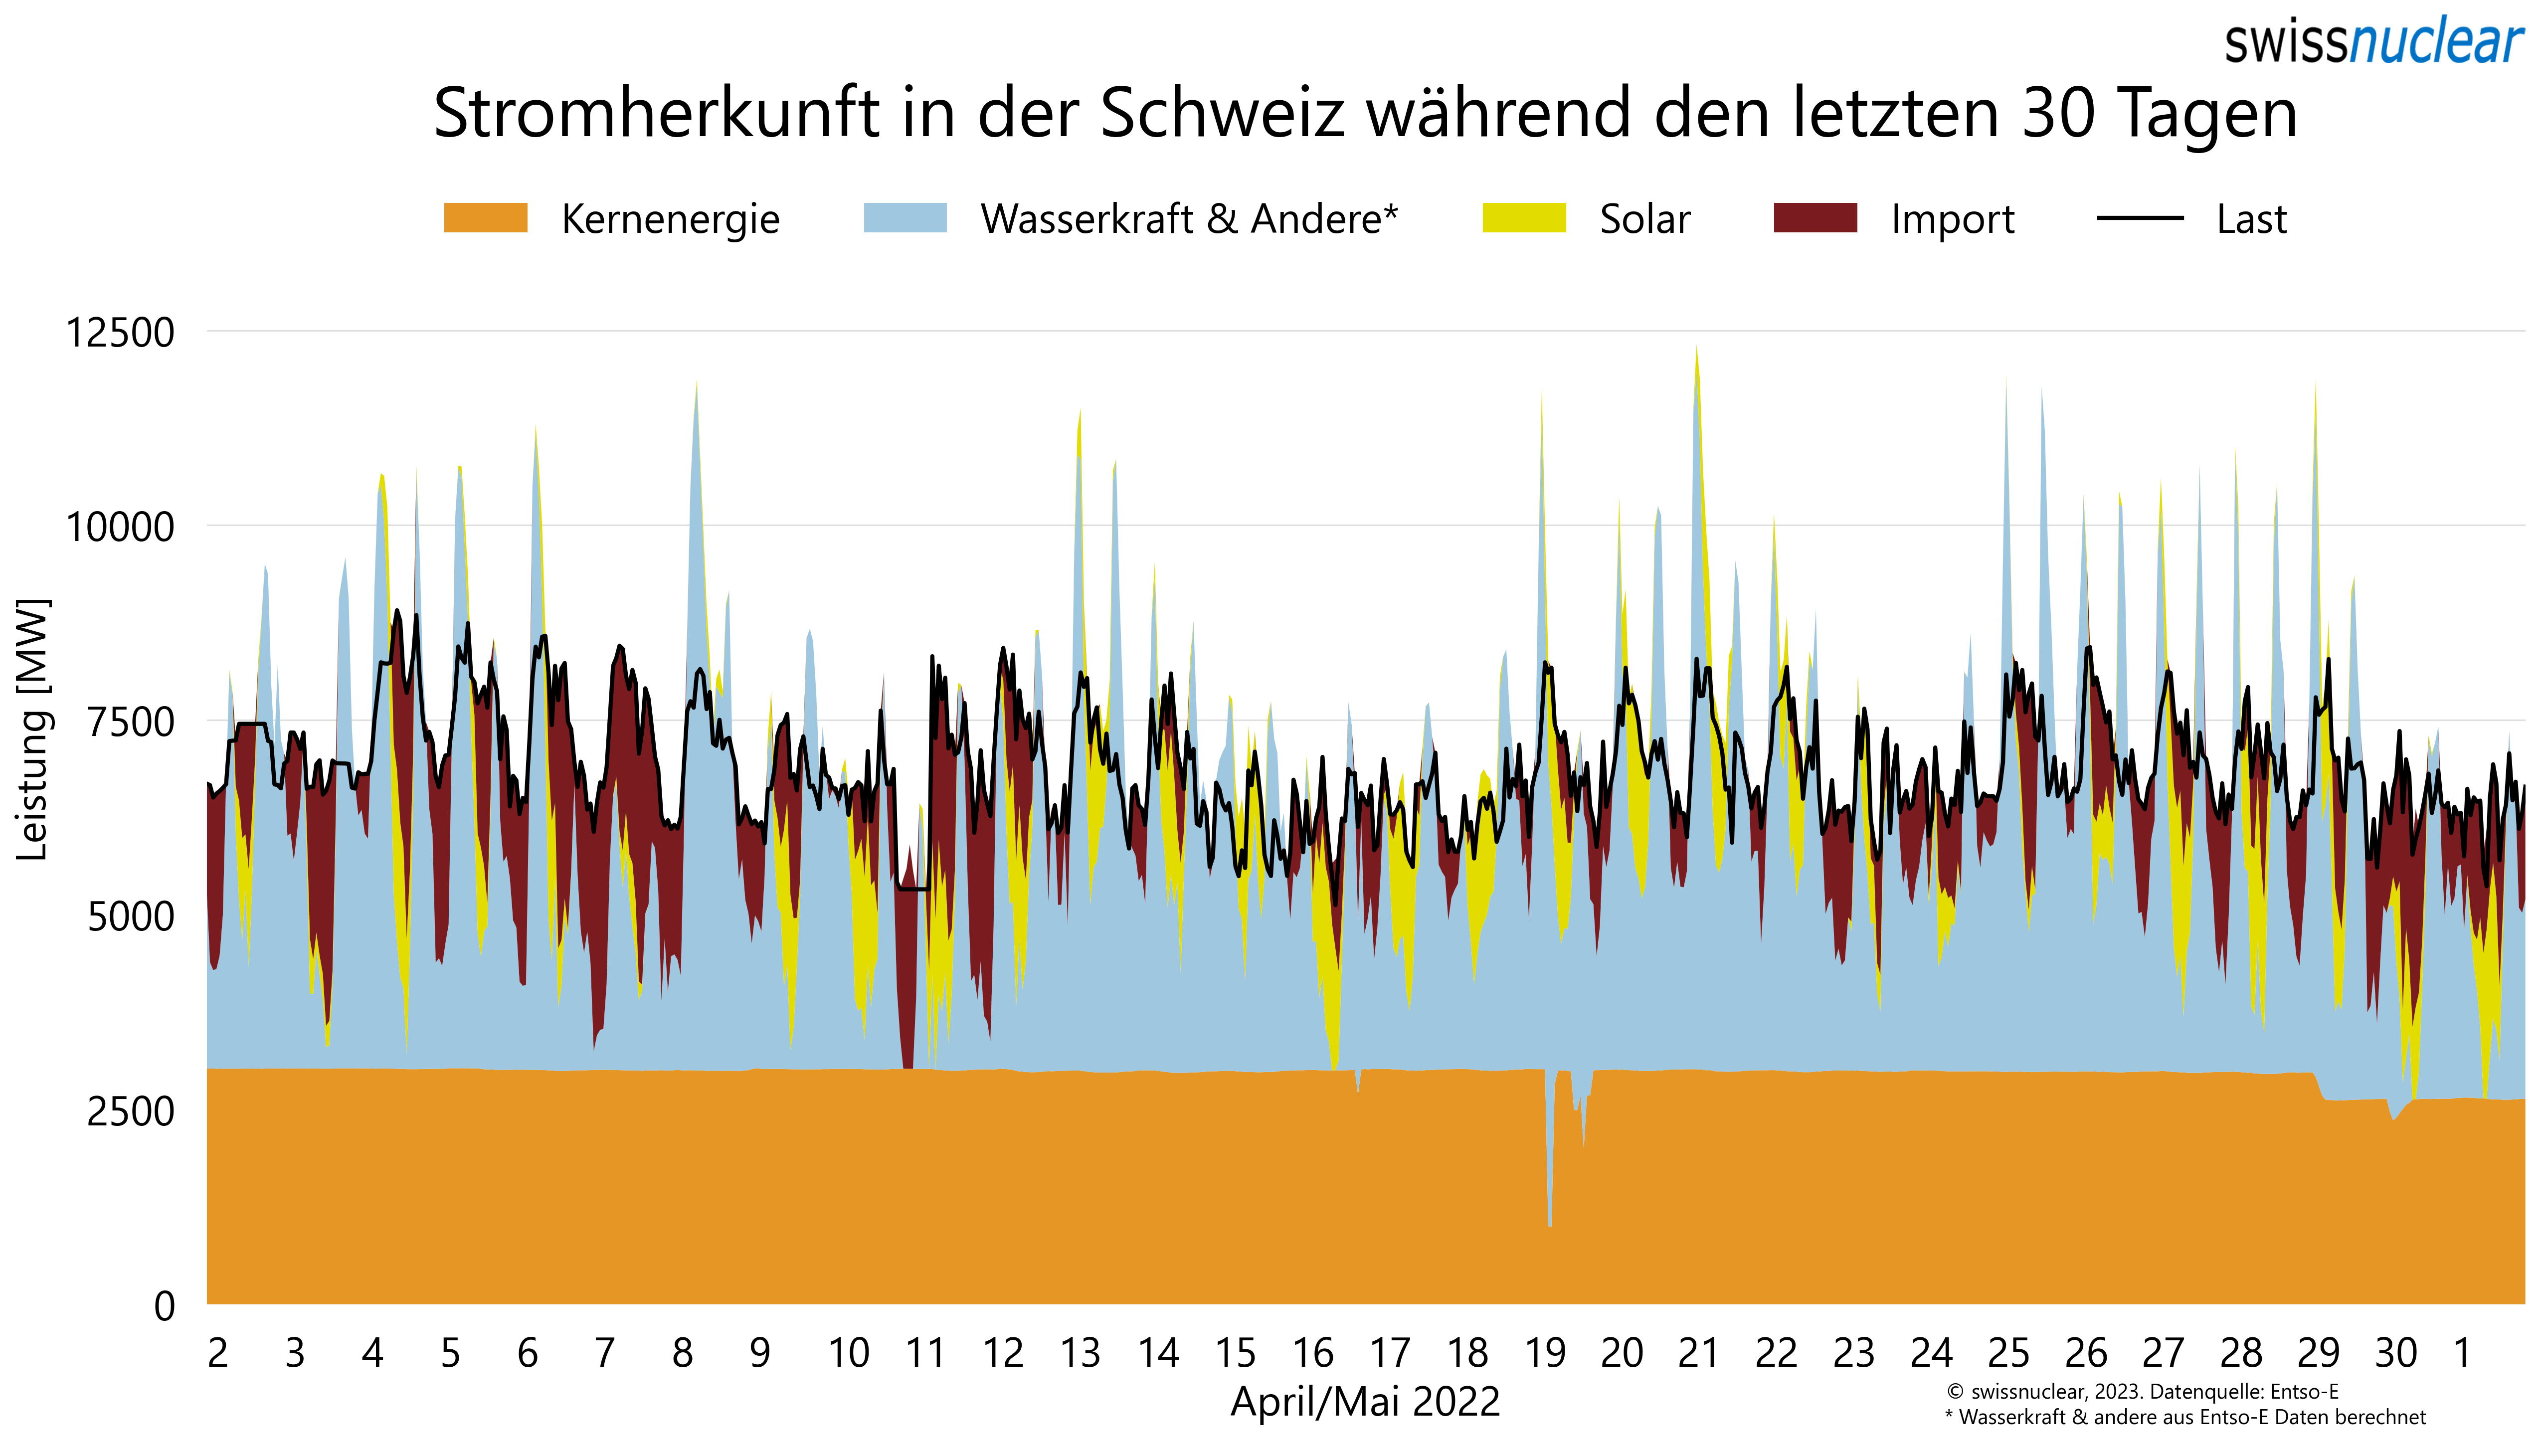 swissnuclear
Stromherkunft in der Schweiz während den letzten 30 Tagen
Kernenergie Wasserkraft & Andere* Solar Import Last
12500
10000
7500
5000
2500
0
Leistung [MW]
2 3 4 5 6 7 8 9 10 11 12 13 14 15 16 17 18 19 20 21 22 23 24 25 26 27 28 29 30 1
April/Mai 2022
© swissnuclear, 2023. Datenquelle: Entso-E
* Wasserkraft & andere aus Entso-E Daten berechnet